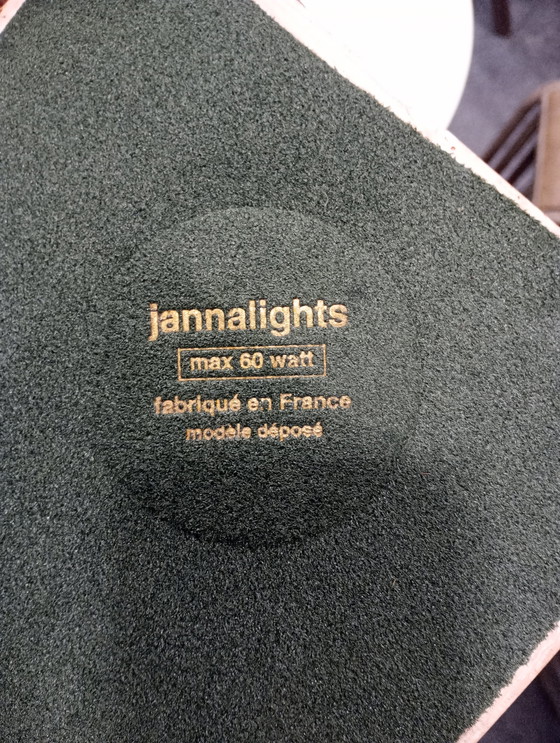 jannalights
max 60 watt
fabriqué en France
modèle déposé